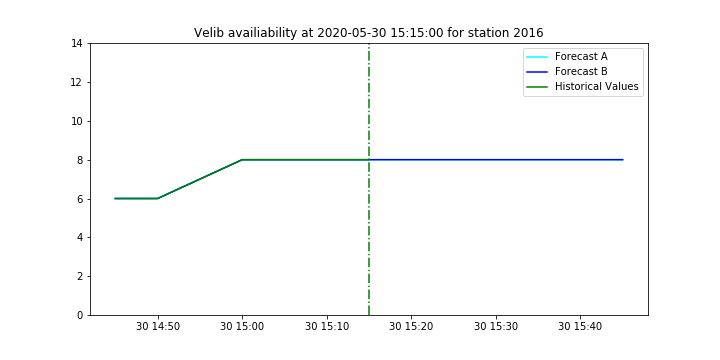 Velib availiability at 2020-05-30 15:15:00 for station 2016
14
12
10
8
6
4
2
0
Forecast A
Forecast B
Historical Values
30 14:50 30 15:00 30 15:10 30 15:20 30 15:30 30 15:40